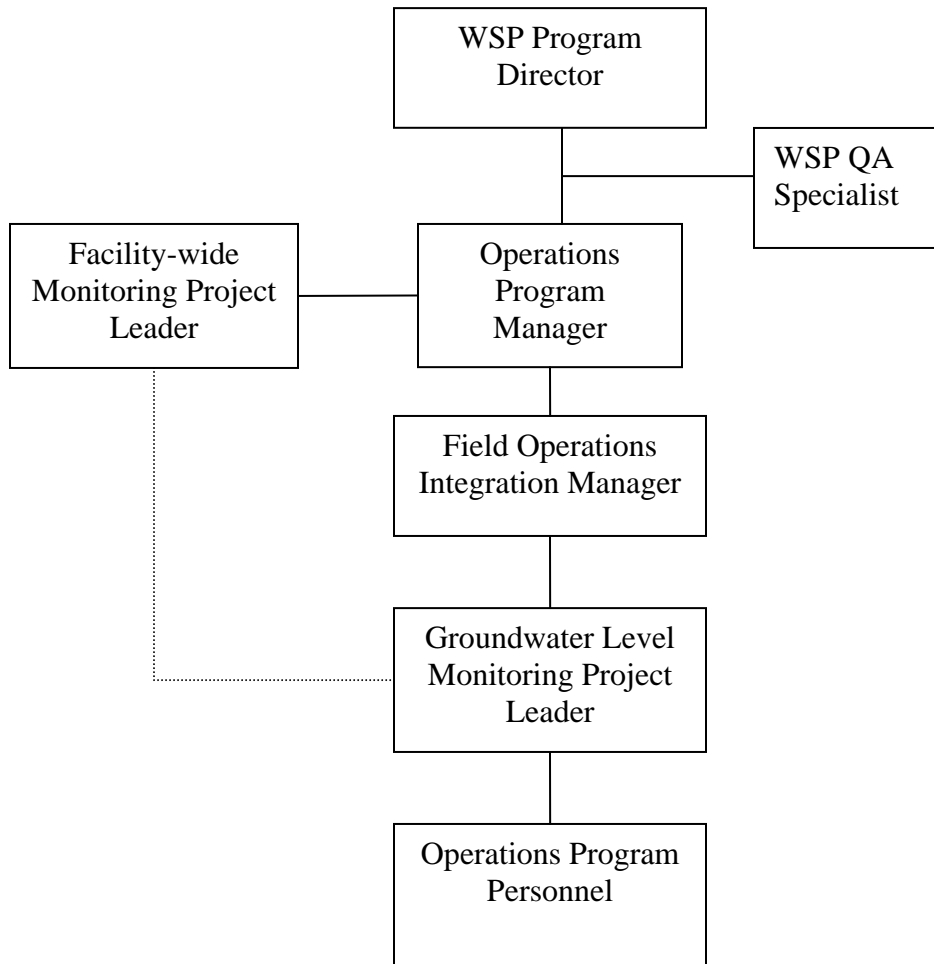 WSP Program
Director
WSP QA
Specialist
Facility-wide
Monitoring Project
Leader
Operations
Program
Manager
Field Operations
Integration Manager
Groundwater Level
Monitoring Project
Leader
Operations Program
Personnel